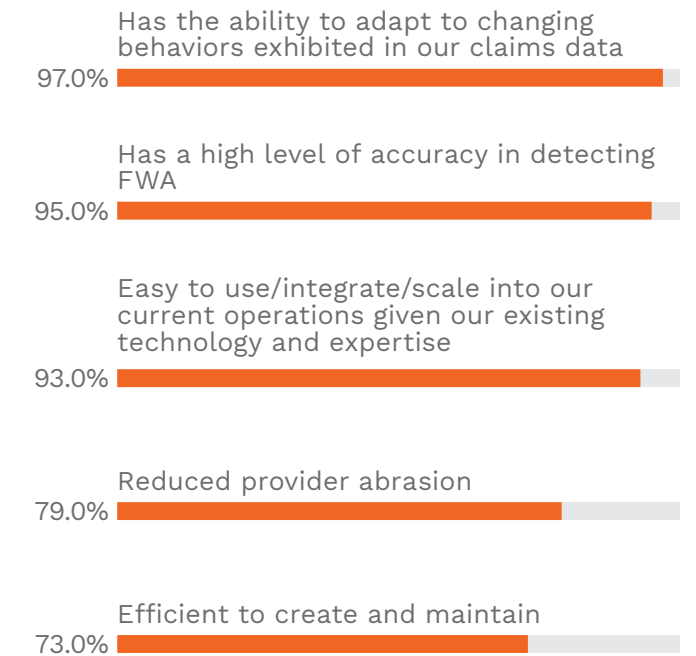 Has the ability to adapt to changing
behaviors exhibited in our claims data
97.0%
Has a high level of accuracy in detecting
FWA
95.0%
Easy to use/integrate/scale into our
current operations given our existing
technology and expertise
93.0%
Reduced provider abrasion
79.0%
Efficient to create and maintain
73.0%